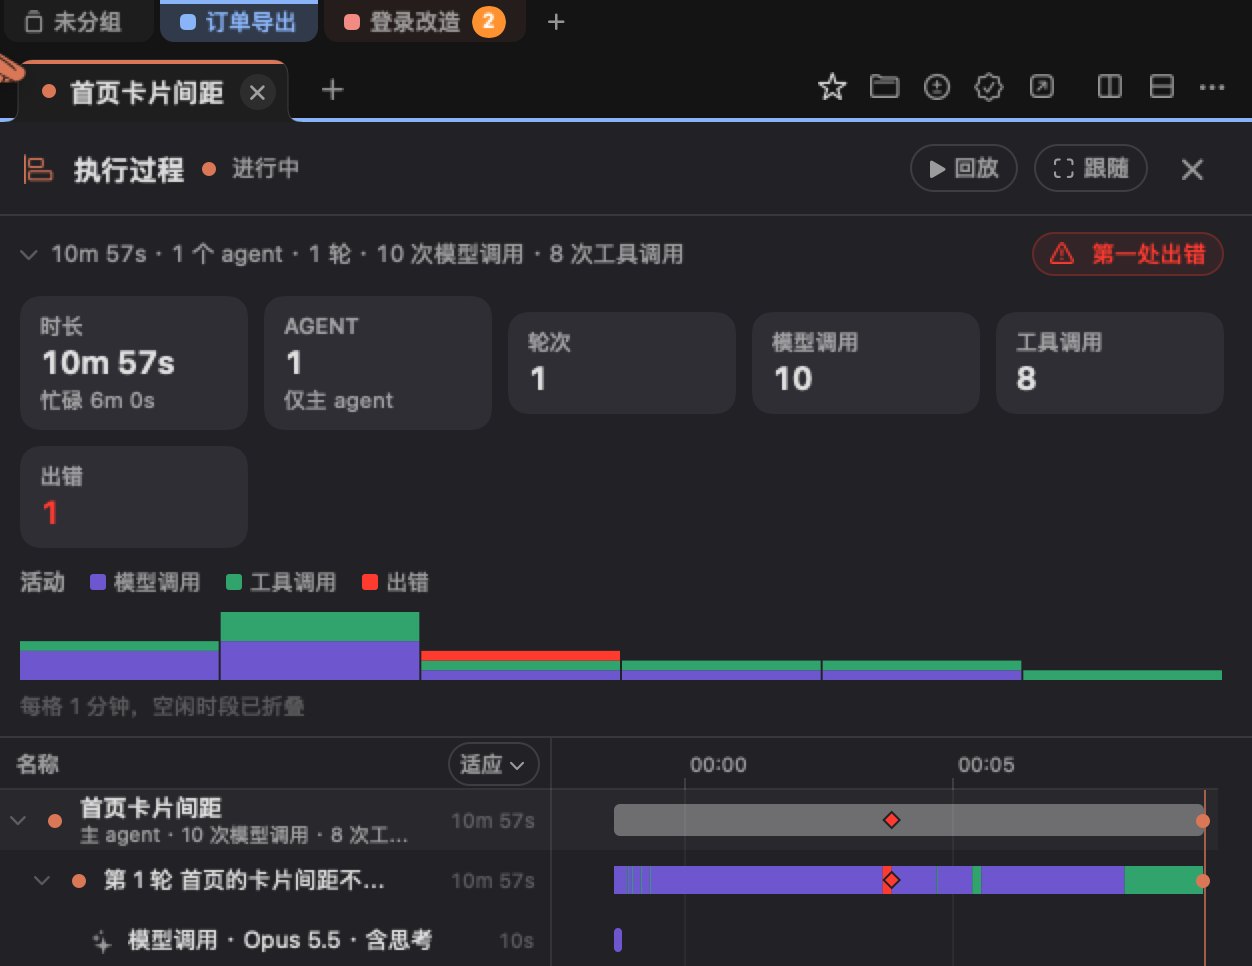 未分组 订单导出 登录改造 2
首页卡片间距
执行过程 进行中 回放 跟随
10m 57s · 1 个 agent · 1 轮 · 10 次模型调用 · 8 次工具调用 第一处出错
时长
10m 57s
忙碌 6m 0s
AGENT
1
仅主 agent
轮次
1
模型调用
10
工具调用
8
出错
1
活动 模型调用 工具调用 出错
每格 1 分钟，空闲时段已折叠
名称 适应 00:00 00:05
首页卡片间距
主 agent · 10 次模型调用 · 8 次工... 10m 57s
第 1 轮 首页的卡片间距不... 10m 57s
模型调用 · Opus 5.5 · 含思考 10s